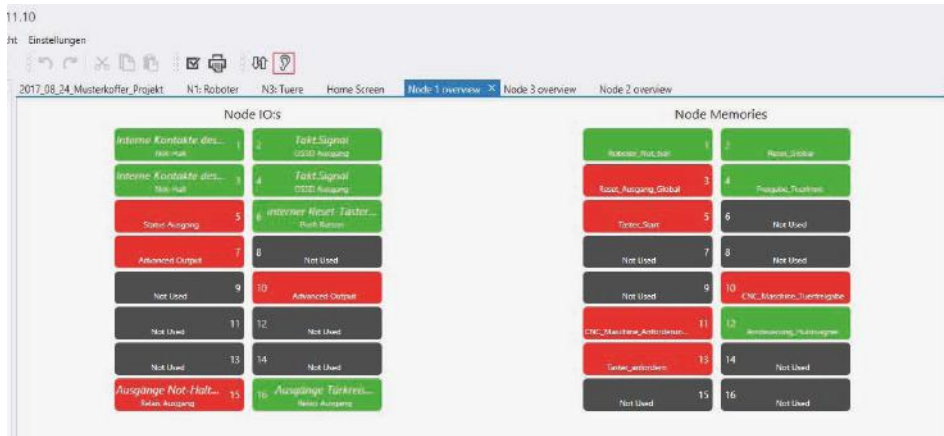 11.10
ht Einstellungen
2017_08_24_Musterkoffer_Projekt N1: Roboter N3: Tuere Home Screen Node 1 overview × Node 3 overview Node 2 overview
Node IO:s
Interne Kontakte des... 1
Not-Halt
2 Takt.Signal
OSSD Ausgang
Interne Kontakte des... 3
Not-Halt
4 Takt.Signal
OSSD Ausgang
5
Status Ausgang
6 interner Reset-Taster...
Push Button
7
Advanced Output
8
Not Used
9
Not Used
10
Advanced Output
11
Not Used
12
Not Used
13
Not Used
14
Not Used
Ausgänge Not-Halt... 15
Relais Ausgang
16 Ausgänge Türkrei...
Relais Ausgang
Node Memories
1
Roboter_Not_halt
2
Reset_Global
3
Reset_Ausgang_Global
4
5
Taster_Start
6
Not Used
7
Not Used
8
Not Used
9
Not Used
10
CNC_Maschine_Tuerfreigabe
11
CNC_Maschine_Anforderun...
12
13
Taster_anfordern
14
Not Used
15
Not Used
16
Not Used